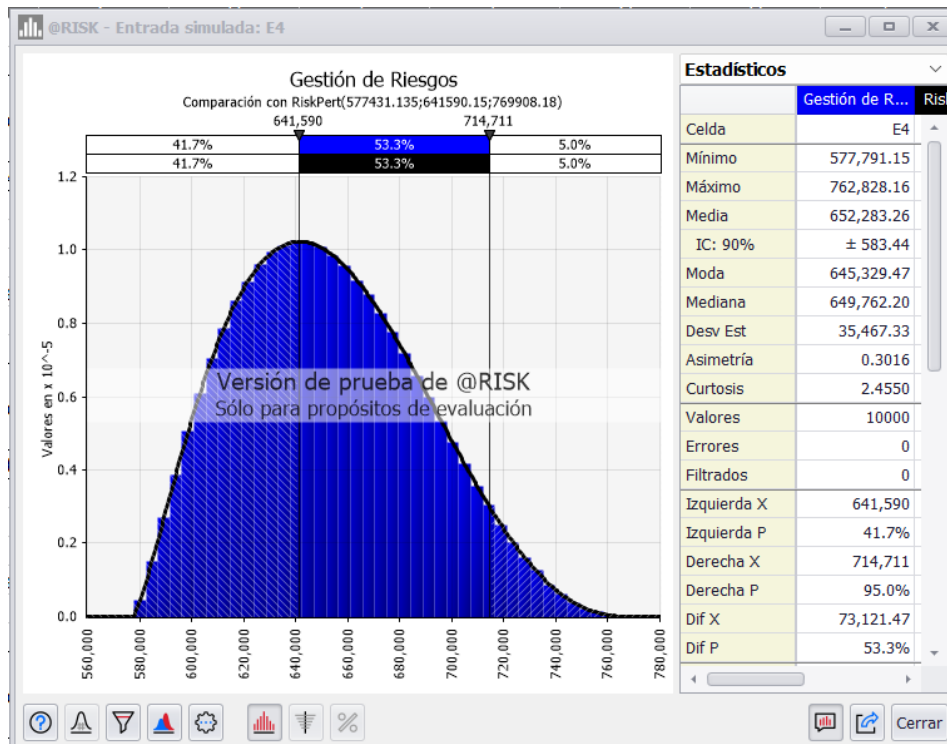 @RISK - Entrada simulada: E4
Gestión de Riesgos
Comparación con RiskPert(577431.135;641590.15;769908.18)
641,590 714,711
41.7% 53.3% 5.0%
41.7% 53.3% 5.0%
1.2
1.0
0.8
0.6
0.4
0.2
0.0
Valores en x 10^-5
Versión de prueba de @RISK
Sólo para propósitos de evaluación
560,000 580,000 600,000 620,000 640,000 660,000 680,000 700,000 720,000 740,000 760,000 780,000
Estadísticos
Gestión de R... Ris
Celda E4
Mínimo 577,791.15
Máximo 762,828.16
Media 652,283.26
IC: 90% ± 583.44
Moda 645,329.47
Mediana 649,762.20
Desv Est 35,467.33
Asimetría 0.3016
Curtosis 2.4550
Valores 10000
Errores 0
Filtrados 0
Izquierda X 641,590
Izquierda P 41.7%
Derecha X 714,711
Derecha P 95.0%
Dif X 73,121.47
Dif P 53.3%
Cerrar